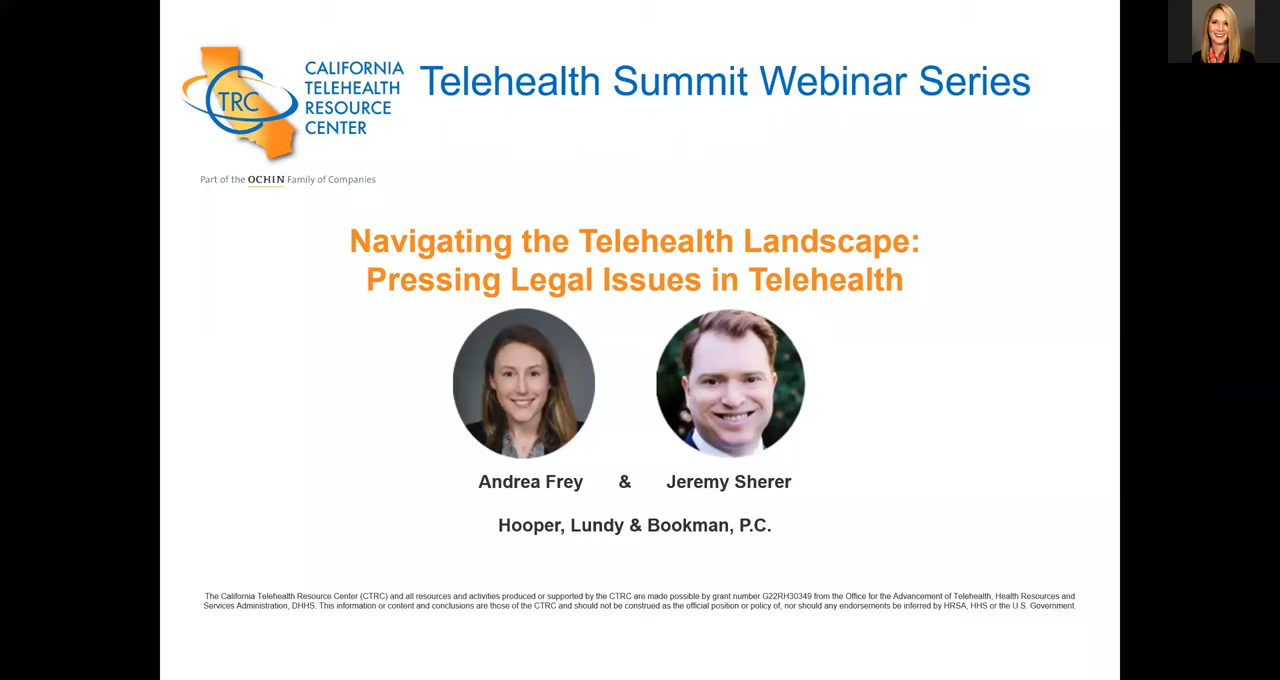 TRC
CALIFORNIA
TELEHEALTH
RESOURCE
CENTER
Telehealth Summit Webinar Series
Part of the OCHIN Family of Companies
Navigating the Telehealth Landscape:
Pressing Legal Issues in Telehealth
Andrea Frey & Jeremy Sherer
Hooper, Lundy & Bookman, P.C.
The California Telehealth Resource Center (CTRC) and all resources and activities produced or supported by the CTRC are made possible by grant number G22RH30349 from the Office for the Advancement of Telehealth, Health Resources and
Services Administration, DHHS. This information or content and conclusions are those of the CTRC and should not be construed as the official position or policy of, nor should any endorsements be inferred by HRSA, HHS or the U.S. Government.